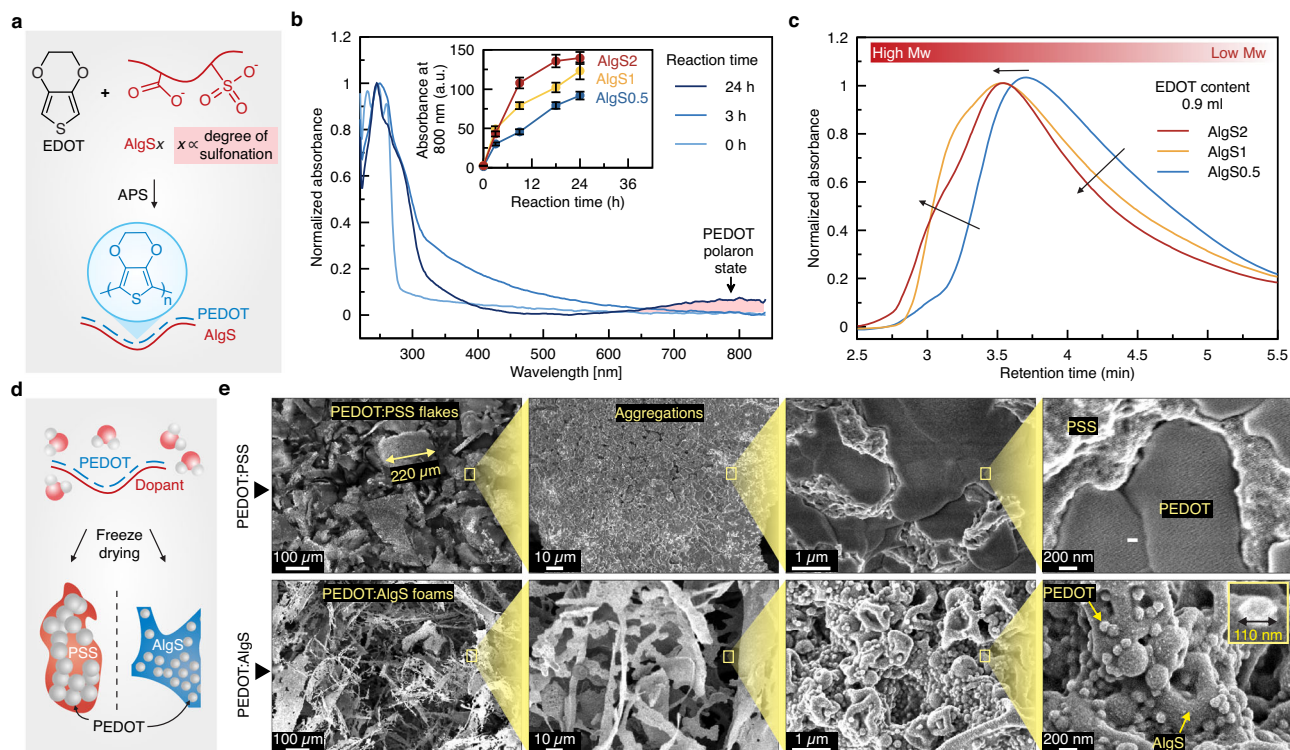 a
O
O
S
EDOT
+
O
O-
S
O
O
O-
AlgSx
x ∝ degree of
sulfonation
APS
O
O
S
n
PEDOT
AlgS
b
Normalized absorbance
1
0.8
0.6
0.4
0.2
0
300
400
500
600
700
800
Wavelength [nm]
Absorbance at
800 nm (a.u.)
150
100
50
0
0
12
24
36
Reaction time (h)
AlgS2
AlgS1
AlgS0.5
Reaction time
24 h
3 h
0 h
PEDOT
polaron
state
c
High Mw
Low Mw
Normalized absorbance
1
0.8
0.6
0.4
0.2
0
2.5
3
3.5
4
4.5
5
5.5
Retention time (min)
EDOT content
0.9 ml
AlgS2
AlgS1
AlgS0.5
d
PEDOT
Dopant
Freeze
drying
PSS
AlgS
PEDOT
e
PEDOT:PSS
PEDOT:PSS flakes
220 µm
100 µm
Aggregations
10 µm
1 µm
PSS
PEDOT
200 nm
PEDOT:AlgS
PEDOT:AlgS foams
100 µm
10 µm
1 µm
PEDOT
110 nm
AlgS
200 nm